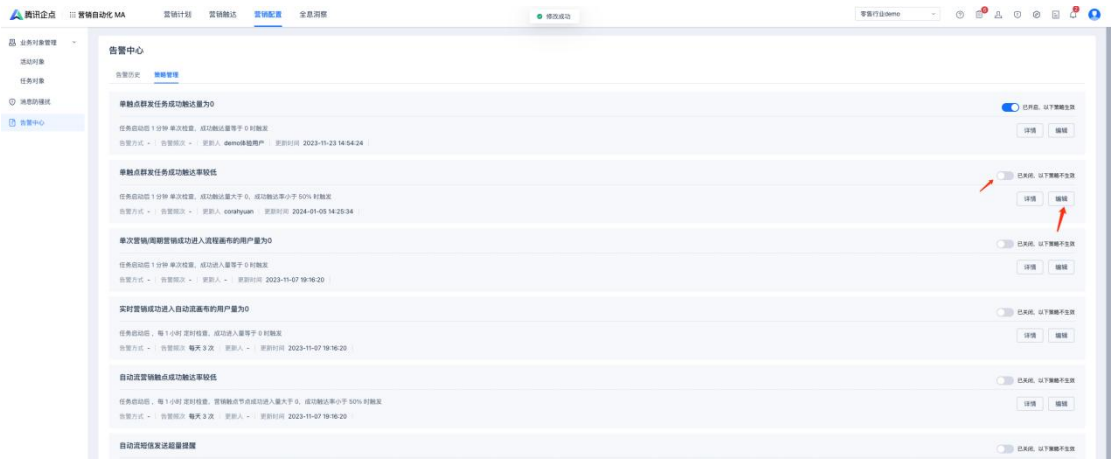 腾讯企点 营销自动化 MA 营销计划 营销触达 营销配置 全息洞察 修改成功 零售行业demo
业务对象管理
活动对象
任务对象
消息防骚扰
告警中心
告警中心
告警历史 策略管理
单触点群发任务成功触达量为0 已开启，以下策略生效
任务启动后 1 分钟 单次检查，成功触达量等于 0 时触发 详情 编辑
告警方式 - 告警频次 - 更新人 demo体验用户 更新时间 2023-11-23 14:54:24
单触点群发任务成功触达率较低 已关闭，以下策略不生效
任务启动后 1 分钟 单次检查，成功触达量大于 0，成功触达率小于 50% 时触发 详情 编辑
告警方式 - 告警频次 - 更新人 corahyuan 更新时间 2024-01-05 14:25:34
单次营销/周期营销成功进入流程画布的用户量为0 已关闭，以下策略不生效
任务启动后 1 分钟 单次检查，成功进入量等于 0 时触发 详情 编辑
告警方式 - 告警频次 - 更新人 - 更新时间 2023-11-07 19:16:20
实时营销成功进入自动流画布的用户量为0 已关闭，以下策略不生效
任务启动后，每 1 小时 定时检查，成功进入量等于 0 时触发 详情 编辑
告警方式 - 告警频次 每天 3 次 更新人 - 更新时间 2023-11-07 19:16:20
自动流营销触点成功触达率较低 已关闭，以下策略不生效
任务启动后，每 1 小时 定时检查，营销触点节点成功进入量大于 0，成功触达率小于 50% 时触发 详情 编辑
告警方式 - 告警频次 每天 3 次 更新人 - 更新时间 2023-11-07 19:16:20
自动流短信发送超量提醒 已关闭，以下策略不生效